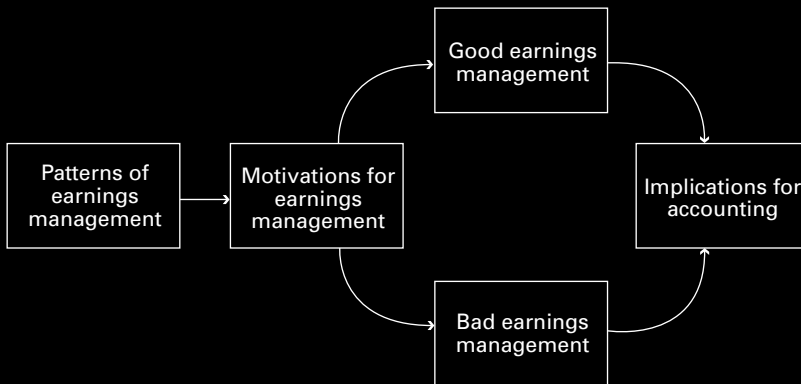 Patterns of
earnings
management
Motivations for
earnings
management
Good earnings
management
Bad earnings
management
Implications for
accounting